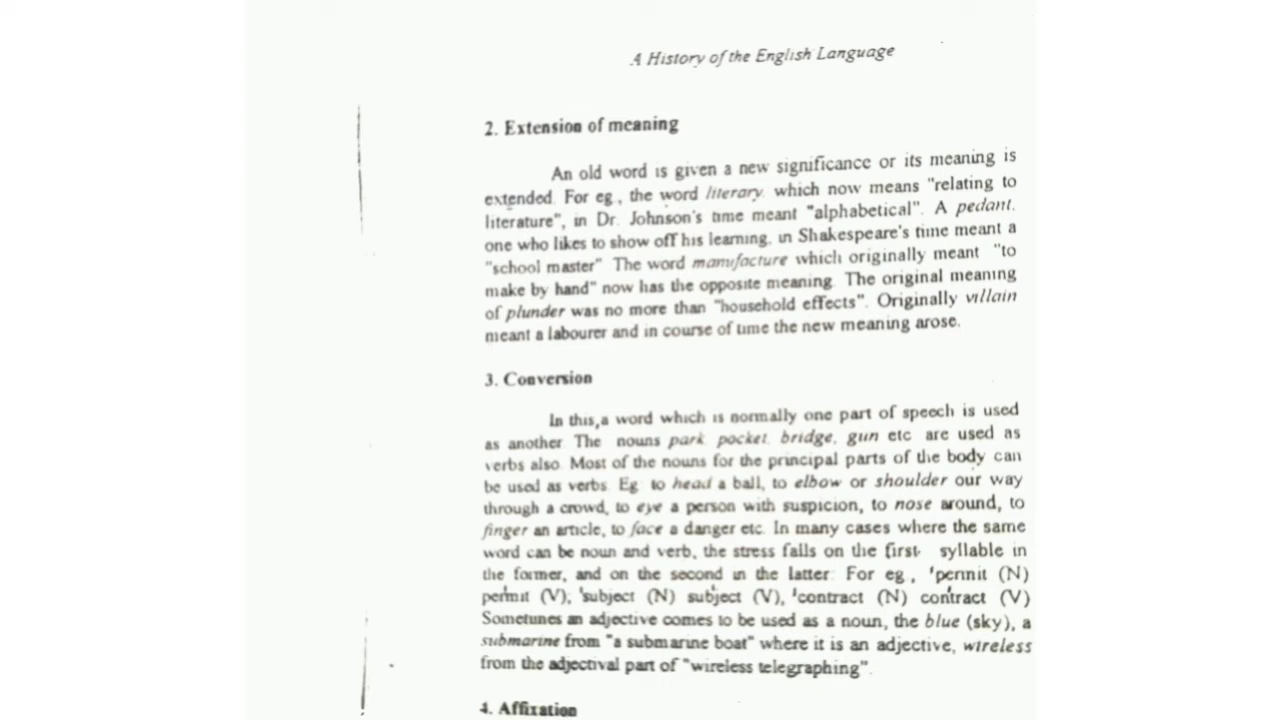 A History of the English Language
2. Extension of meaning
An old word is given a new significance or its meaning is
extended. For eg., the word literary, which now means "relating to
literature", in Dr. Johnson's time meant "alphabetical". A pedant,
one who likes to show off his learning, in Shakespeare's time meant a
"school master" The word manufacture which originally meant "to
make by hand" now has the opposite meaning. The original meaning
of plunder was no more than "household effects". Originally villain
meant a labourer and in course of time the new meaning arose.
3. Conversion
In this, a word which is normally one part of speech is used
as another The nouns park pocket, bridge, gun etc are used as
verbs also. Most of the nouns for the principal parts of the body can
be used as verbs. Eg to head a ball, to elbow or shoulder our way
through a crowd, to eye a person with suspicion, to nose around, to
finger an article, to face a danger etc. In many cases where the same
word can be noun and verb, the stress falls on the first syllable in
the former, and on the second in the latter. For eg., 'permit (N)
per'mit (V), 'subject (N) sub'ject (V), 'contract (N) con'tract (V)
Sometimes an adjective comes to be used as a noun, the blue (sky), a
submarine from "a submarine boat" where it is an adjective, wireless
from the adjectival part of "wireless telegraphing".
4. Affixation